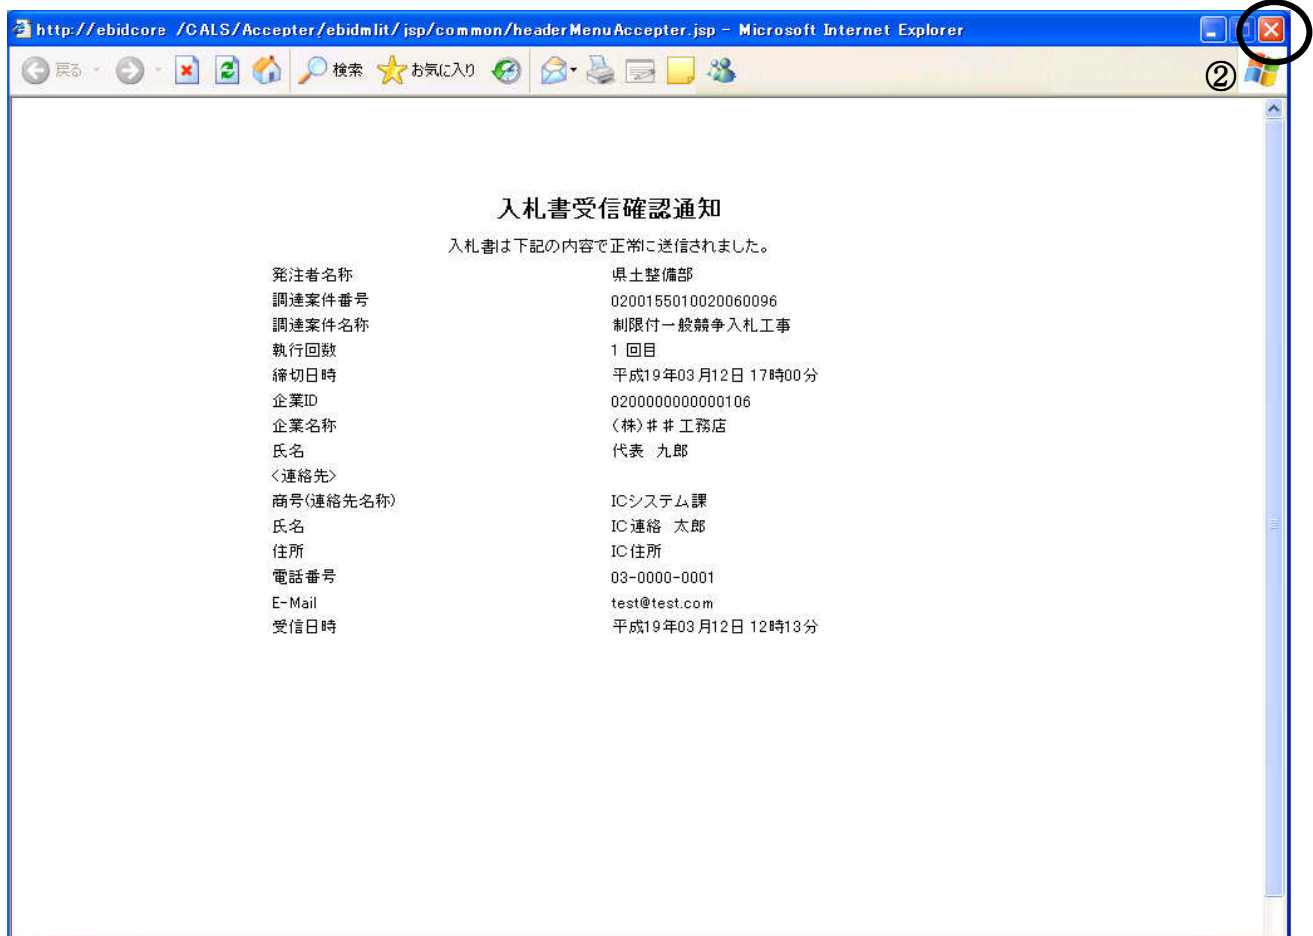 http://ebidcore /CALS/Accepter/ebidmlit/jsp/common/headerMenuAccepter.jsp - Microsoft Internet Explorer
戻る 検索 お気に入り
②
入札書受信確認通知
入札書は下記の内容で正常に送信されました。
発注者名称 県土整備部
調達案件番号 0200155010020060096
調達案件名称 制限付一般競争入札工事
執行回数 1 回目
締切日時 平成19年03月12日 17時00分
企業ID 0200000000000106
企業名称 (株)♯♯工務店
氏名 代表 九郎
<連絡先>
商号(連絡先名称) ICシステム課
氏名 IC連絡 太郎
住所 IC住所
電話番号 03-0000-0001
E-Mail test@test.com
受信日時 平成19年03月12日 12時13分